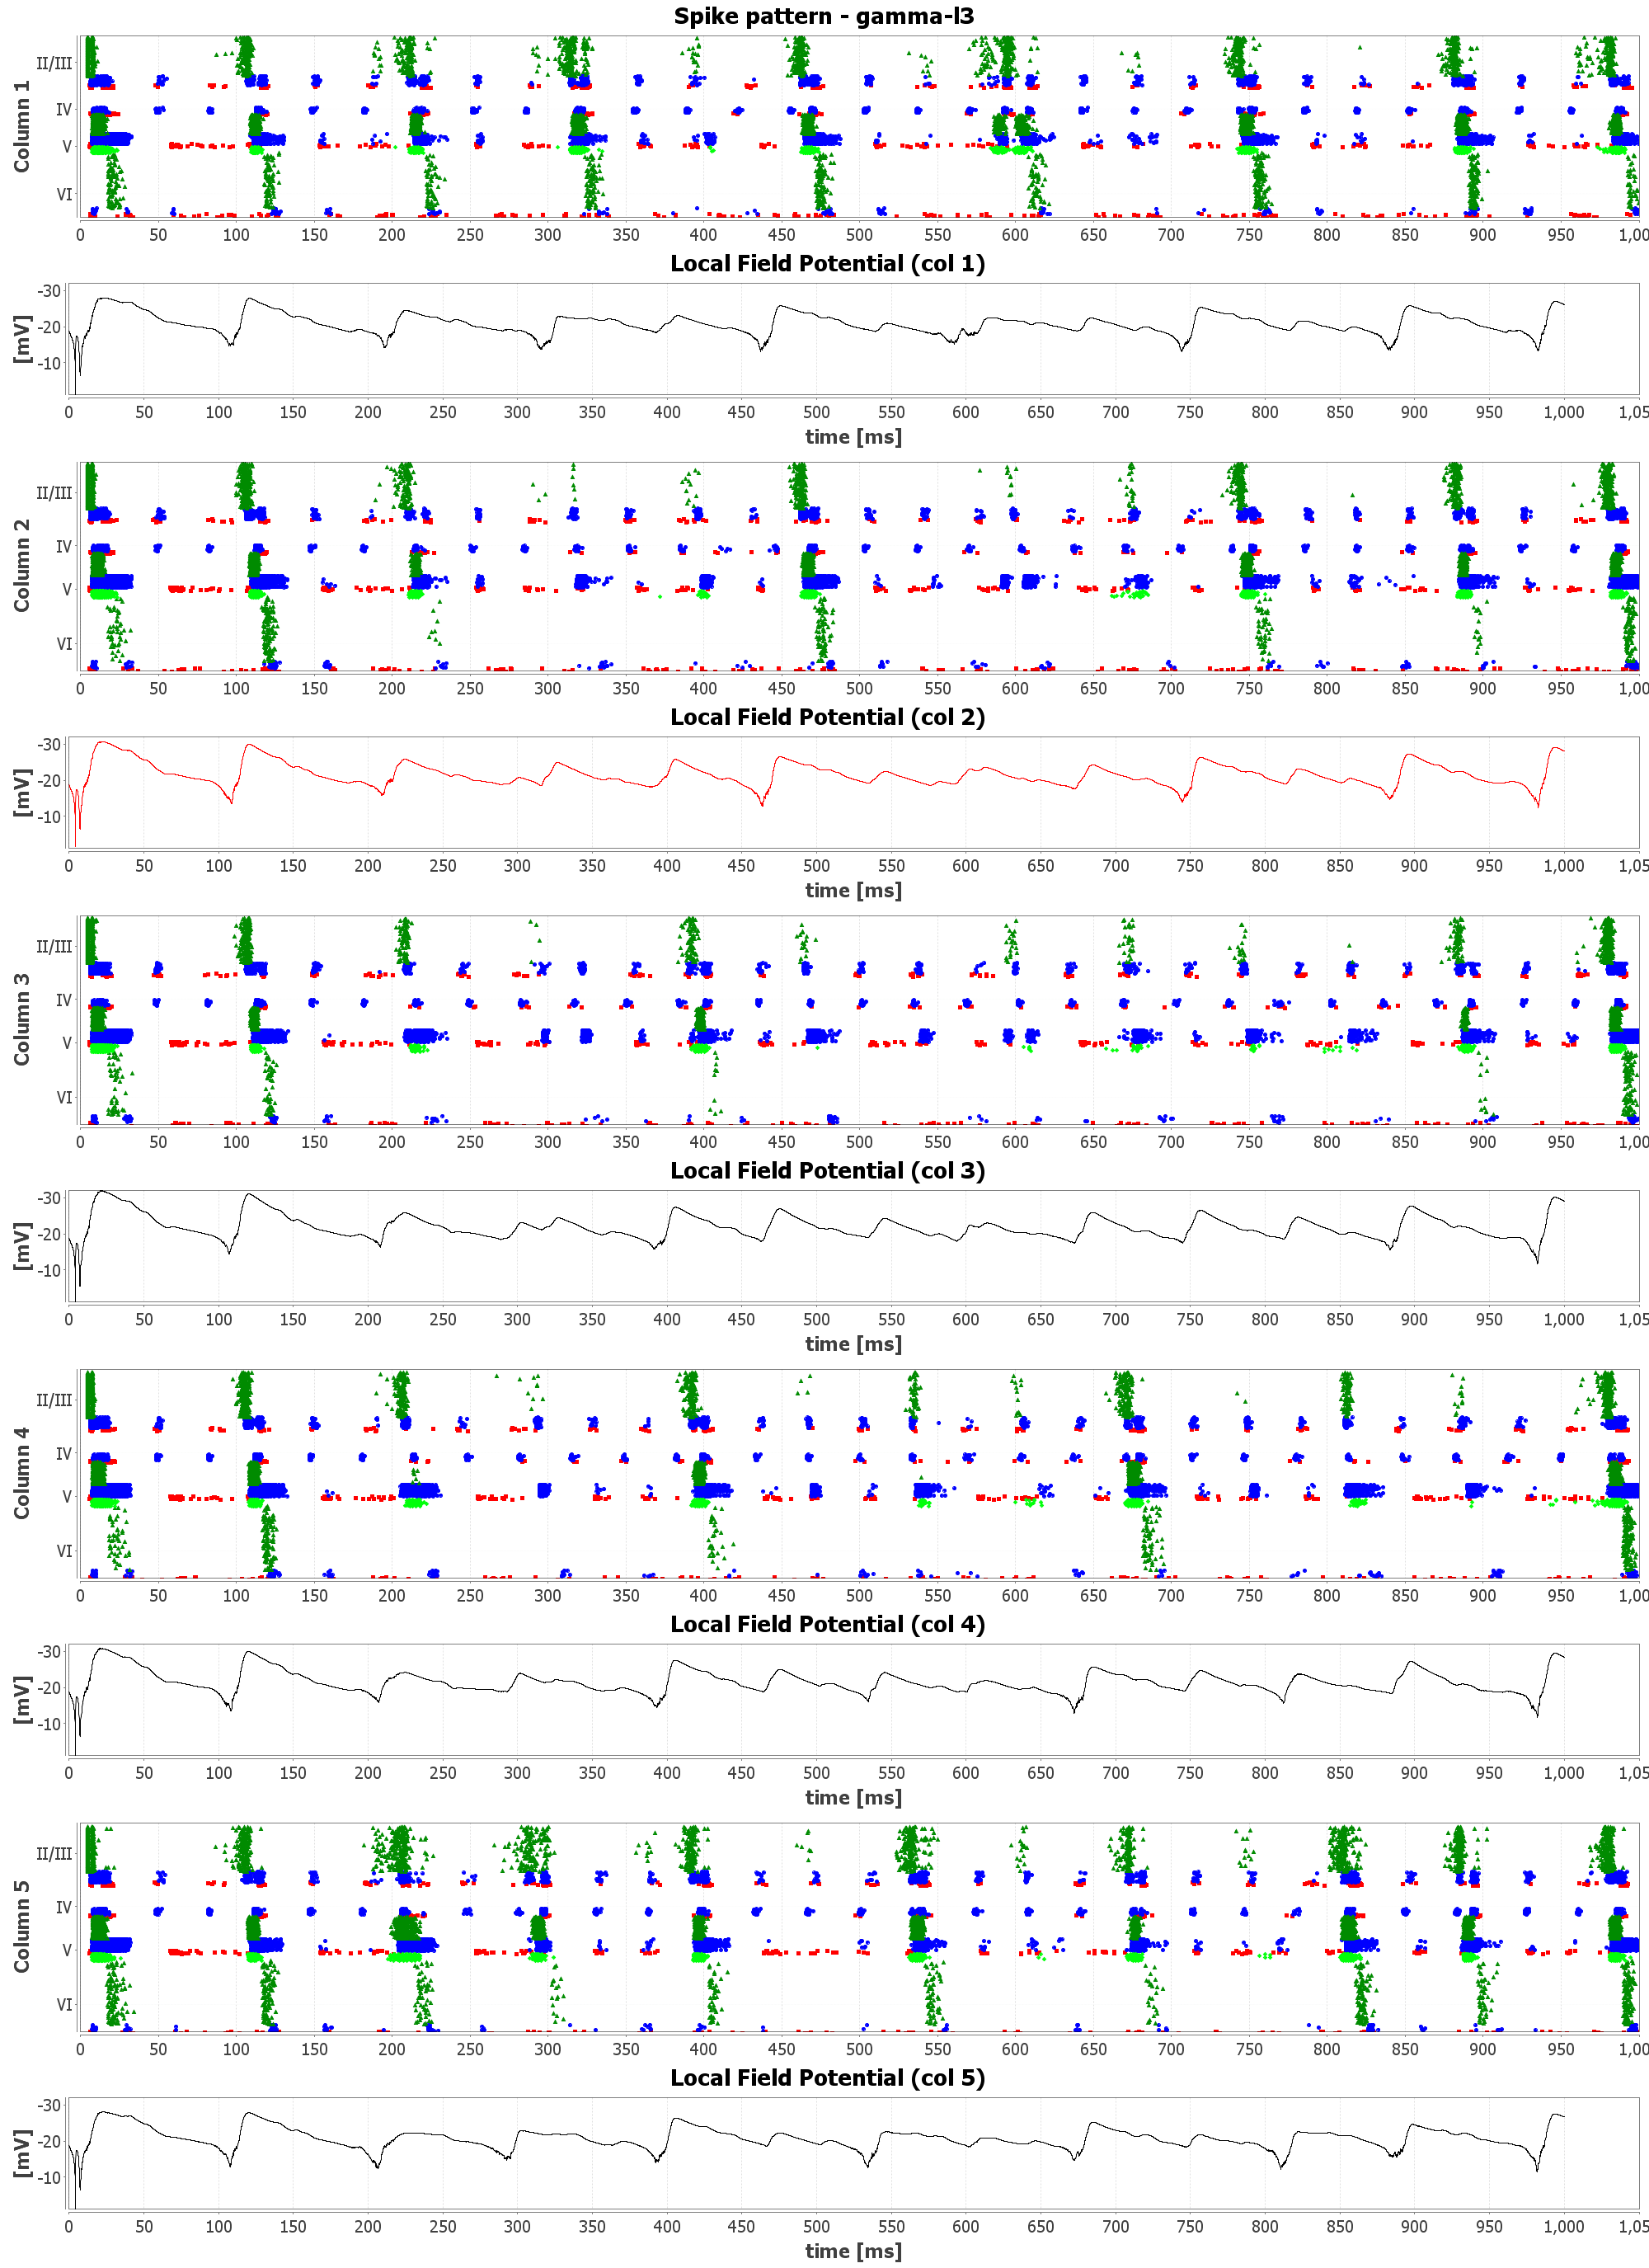 Spike pattern - gamma-l3
Column 1
II/III
IV
V
VI
0 50 100 150 200 250 300 350 400 450 500 550 600 650 700 750 800 850 900 950 1,00
Local Field Potential (col 1)
[mV]
-30
-20
-10
0 50 100 150 200 250 300 350 400 450 500 550 600 650 700 750 800 850 900 950 1,000 1,05
time [ms]
Column 2
II/III
IV
V
VI
0 50 100 150 200 250 300 350 400 450 500 550 600 650 700 750 800 850 900 950 1,00
Local Field Potential (col 2)
[mV]
-30
-20
-10
0 50 100 150 200 250 300 350 400 450 500 550 600 650 700 750 800 850 900 950 1,000 1,05
time [ms]
Column 3
II/III
IV
V
VI
0 50 100 150 200 250 300 350 400 450 500 550 600 650 700 750 800 850 900 950 1,00
Local Field Potential (col 3)
[mV]
-30
-20
-10
0 50 100 150 200 250 300 350 400 450 500 550 600 650 700 750 800 850 900 950 1,000 1,05
time [ms]
Column 4
II/III
IV
V
VI
0 50 100 150 200 250 300 350 400 450 500 550 600 650 700 750 800 850 900 950 1,00
Local Field Potential (col 4)
[mV]
-30
-20
-10
0 50 100 150 200 250 300 350 400 450 500 550 600 650 700 750 800 850 900 950 1,000 1,05
time [ms]
Column 5
II/III
IV
V
VI
0 50 100 150 200 250 300 350 400 450 500 550 600 650 700 750 800 850 900 950 1,00
Local Field Potential (col 5)
[mV]
-30
-20
-10
0 50 100 150 200 250 300 350 400 450 500 550 600 650 700 750 800 850 900 950 1,000 1,05
time [ms]